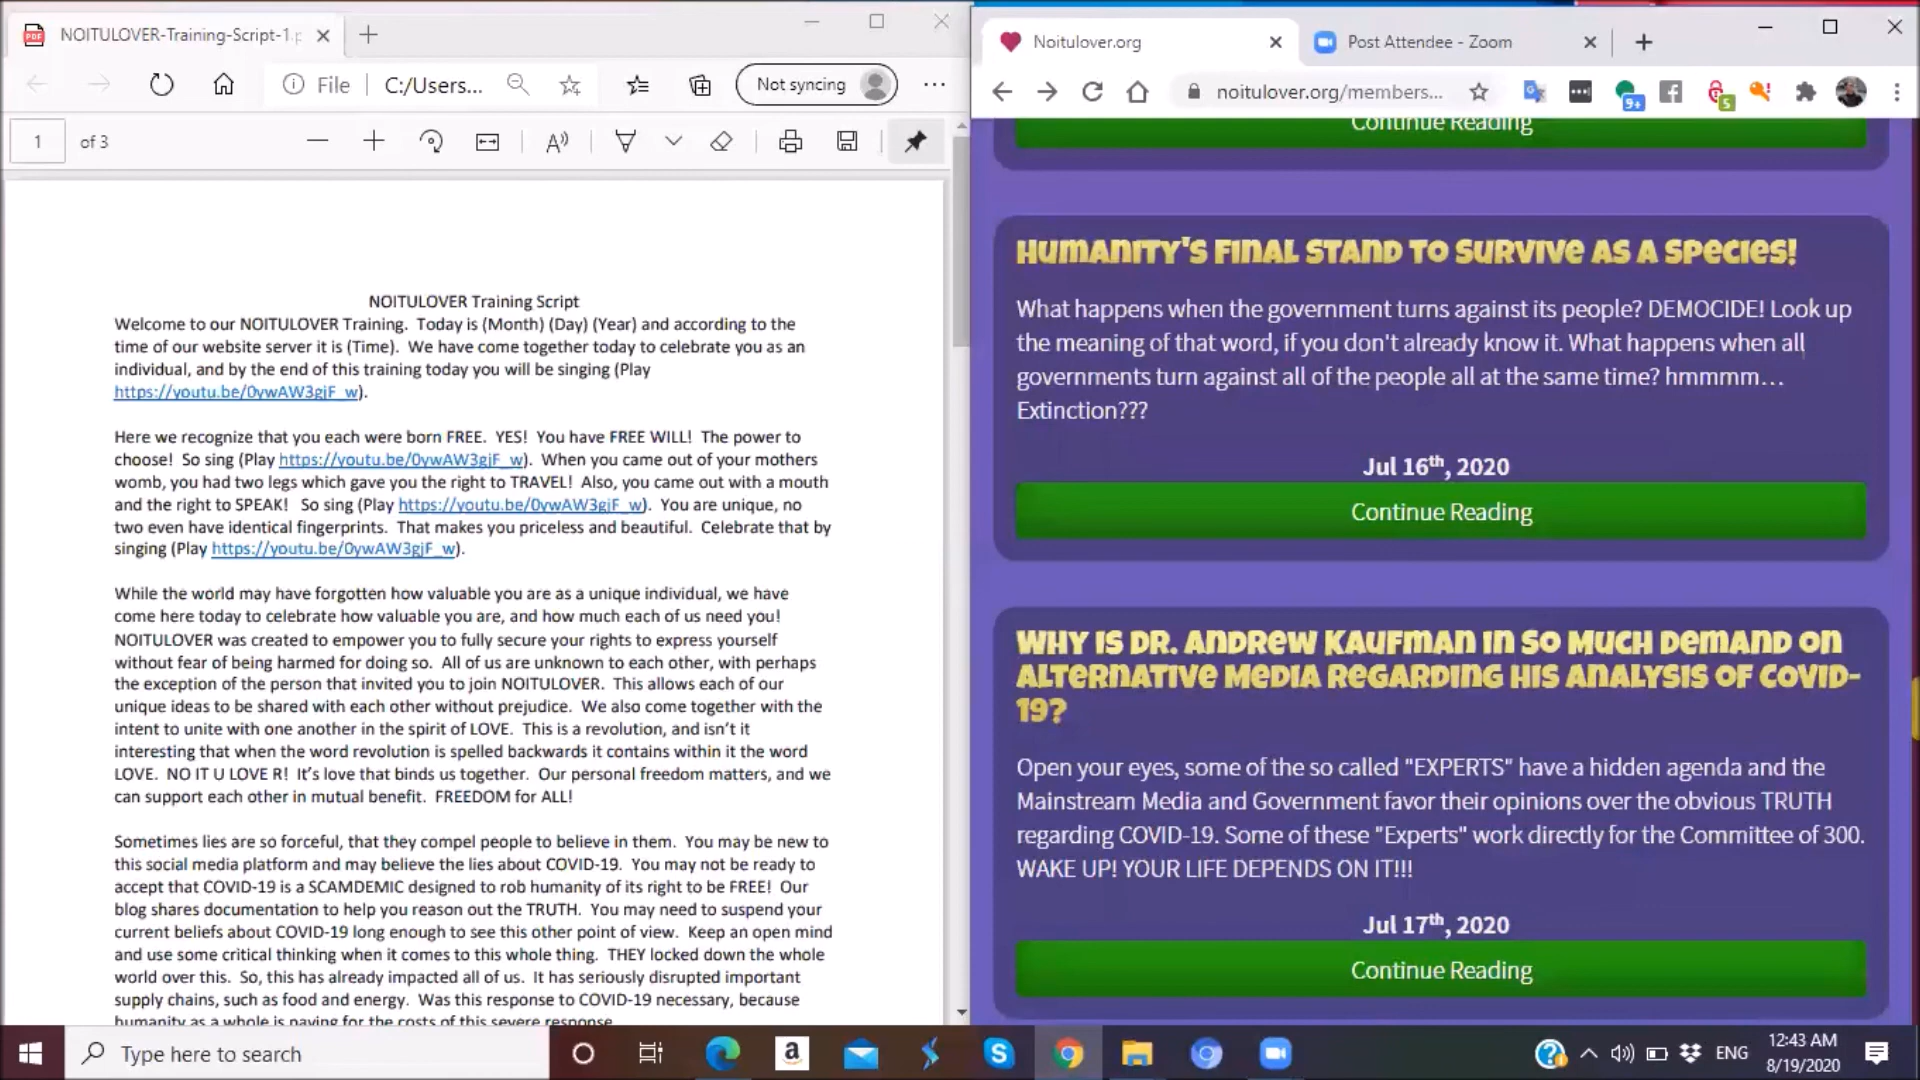 NOITULOVER-Training-Script-1.p
Not syncing
File
C:/Users...
1
of 3
NOITULOVER Training Script
Welcome to our NOITULOVER Training. Today is (Month) (Day) (Year) and according to the
time of our website server it is (Time). We have come together today to celebrate you as an
individual, and by the end of this training today you will be singing (Play
https://youtu.be/0ywAW3gjF_w).
Here we recognize that you each were born FREE. YES! You have FREE WILL! The power to
choose! So sing (Play https://youtu.be/0ywAW3gjF_w). When you came out of your mothers
womb, you had two legs which gave you the right to TRAVEL! Also, you came out with a mouth
and the right to SPEAK! So sing (Play https://youtu.be/0ywAW3gjF_w). You are unique, no
two even have identical fingerprints. That makes you priceless and beautiful. Celebrate that by
singing (Play https://youtu.be/0ywAW3gjF_w).
While the world may have forgotten how valuable you are as a unique individual, we have
come here today to celebrate how valuable you are, and how much each of us need you!
NOITULOVER was created to empower you to fully secure your rights to express yourself
without fear of being harmed for doing so. All of us are unknown to each other, with perhaps
the exception of the person that invited you to join NOITULOVER. This allows each of our
unique ideas to be shared with each other without prejudice. We also come together with the
intent to unite with one another in the spirit of LOVE. This is a revolution, and isn't it
interesting that when the word revolution is spelled backwards it contains within it the word
LOVE. NO IT U LOVE R! It's love that binds us together. Our personal freedom matters, and we
can support each other in mutual benefit. FREEDOM for ALL!
Sometimes lies are so forceful, that they compel people to believe in them. You may be new to
this social media platform and may believe the lies about COVID-19. You may not be ready to
accept that COVID-19 is a SCAMDEMIC designed to rob humanity of its right to be FREE! Our
blog shares documentation to help you reason out the TRUTH. You may need to suspend your
current beliefs about COVID-19 long enough to see this other point of view. Keep an open mind
and use some critical thinking when it comes to this whole thing. THEY locked down the whole
world over this. So, this has already impacted all of us. It has seriously disrupted important
supply chains, such as food and energy. Was this response to COVID-19 necessary, because
humanity as a whole is paying for the costs of this severe response
Noitulover.org
Post Attendee - Zoom
noitulover.org/members...
9+
5
Continue Reading
Humanity's Final Stand to Survive as a Species!
What happens when the government turns against its people? DEMOCIDE! Look up
the meaning of that word, if you don't already know it. What happens when all
governments turn against all of the people all at the same time? hmmmm...
Extinction???
Jul 16th, 2020
Continue Reading
Why is Dr. Andrew Kaufman in so much demand on
Alternative Media regarding his analysis of COVID-
19?
Open your eyes, some of the so called "EXPERTS" have a hidden agenda and the
Mainstream Media and Government favor their opinions over the obvious TRUTH
regarding COVID-19. Some of these "Experts" work directly for the Committee of 300.
WAKE UP! YOUR LIFE DEPENDS ON IT!!!
Jul 17th, 2020
Continue Reading
Type here to search
ENG
12:43 AM
8/19/2020